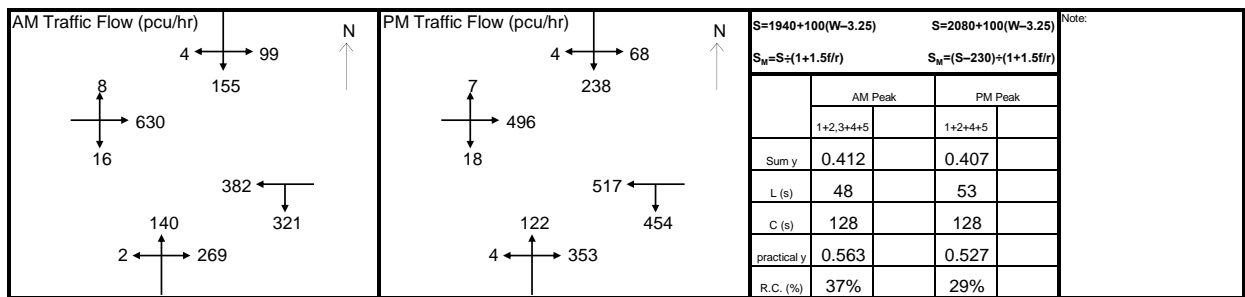 AM Traffic Flow (pcu/hr)
N
4 99
155
8
630
16
382
321
140
2 269
PM Traffic Flow (pcu/hr)
N
4 68
238
7
496
18
517
454
122
4 353
S=1940+100(W–3.25) S=2080+100(W–3.25)
S_M=S÷(1+1.5f/r) S_M=(S–230)÷(1+1.5f/r)
AM Peak PM Peak
1+2,3+4+5 1+2+4+5
Sum y 0.412 0.407
L (s) 48 53
C (s) 128 128
practical y 0.563 0.527
R.C. (%) 37% 29%
Note: